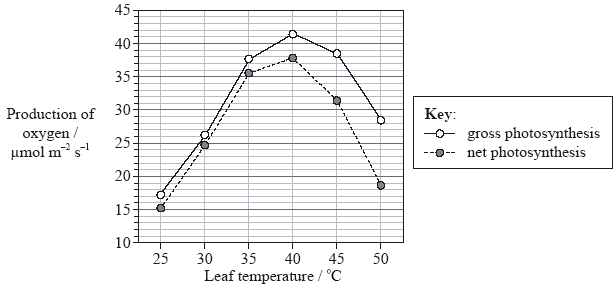 45
40
35
30
25
20
15
10
Production of
oxygen /
µmol m⁻² s⁻¹
25 30 35 40 45 50
Leaf temperature / °C
Key:
gross photosynthesis
net photosynthesis